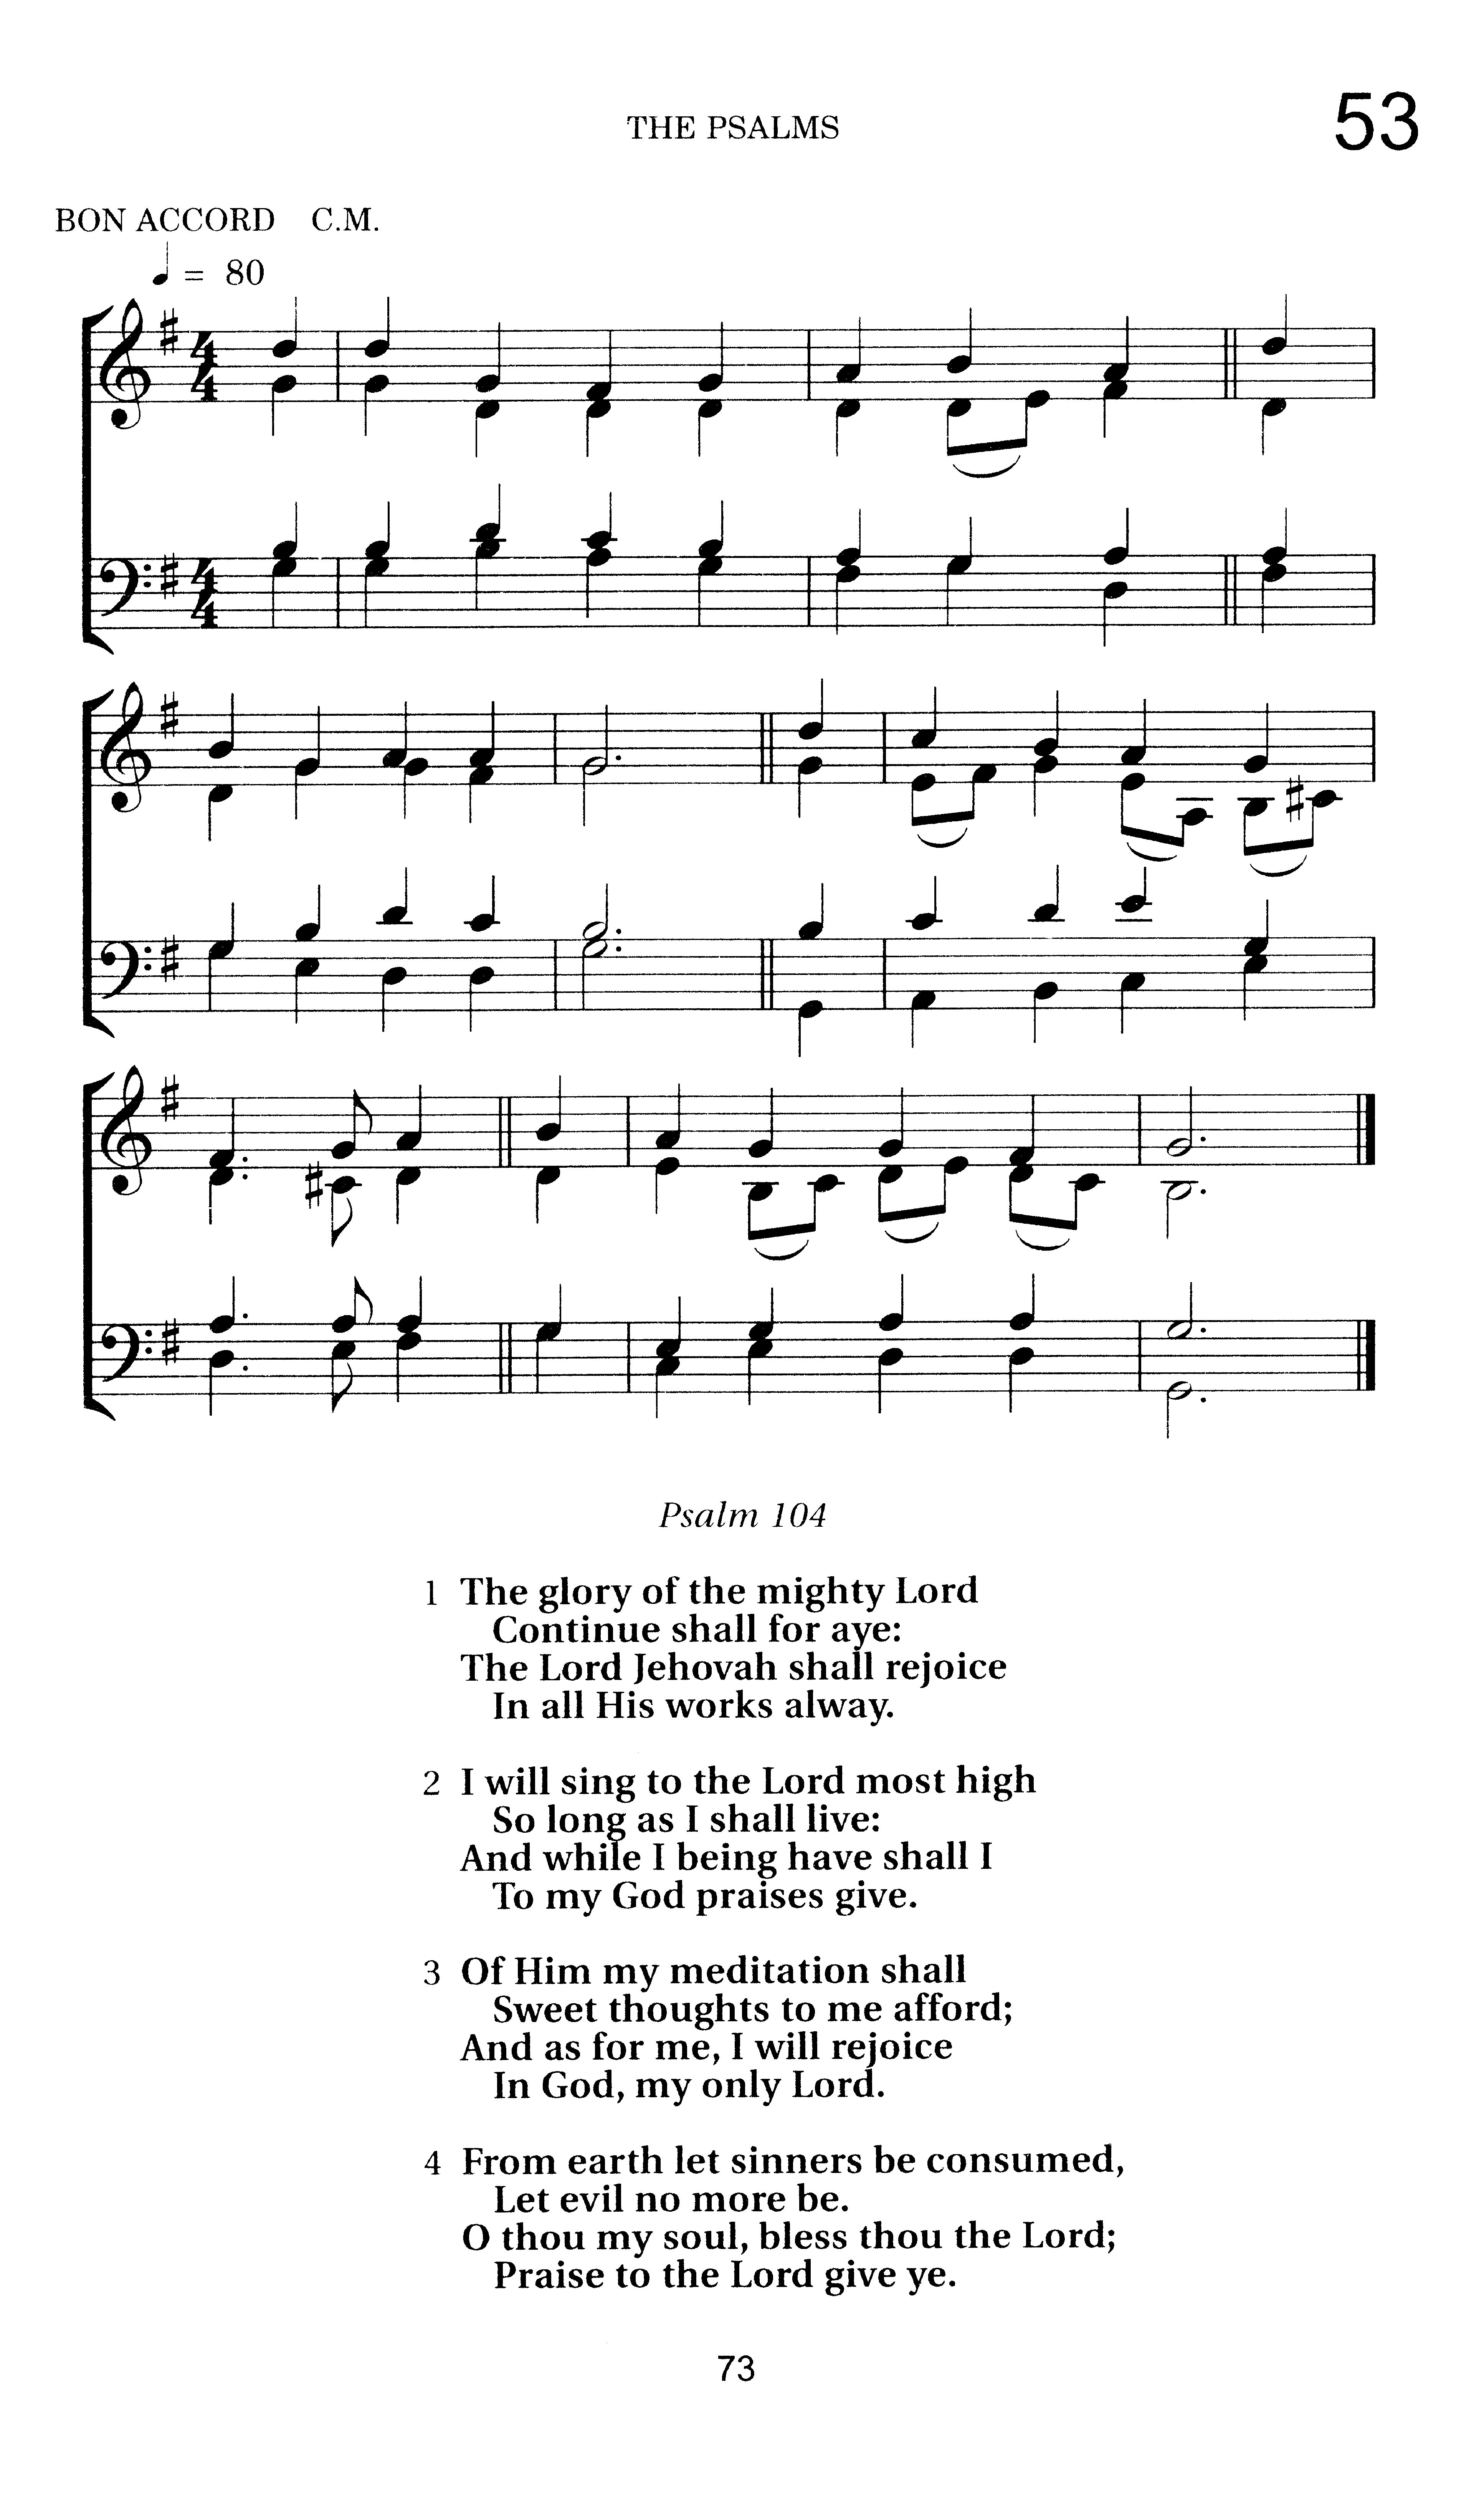 THE PSALMS
53
BON ACCORD C.M.
♩ = 80
Psalm 104
1 The glory of the mighty Lord
Continue shall for aye:
The Lord Jehovah shall rejoice
In all His works alway.
2 I will sing to the Lord most high
So long as I shall live:
And while I being have shall I
To my God praises give.
3 Of Him my meditation shall
Sweet thoughts to me afford;
And as for me, I will rejoice
In God, my only Lord.
4 From earth let sinners be consumed,
Let evil no more be.
O thou my soul, bless thou the Lord;
Praise to the Lord give ye.
73